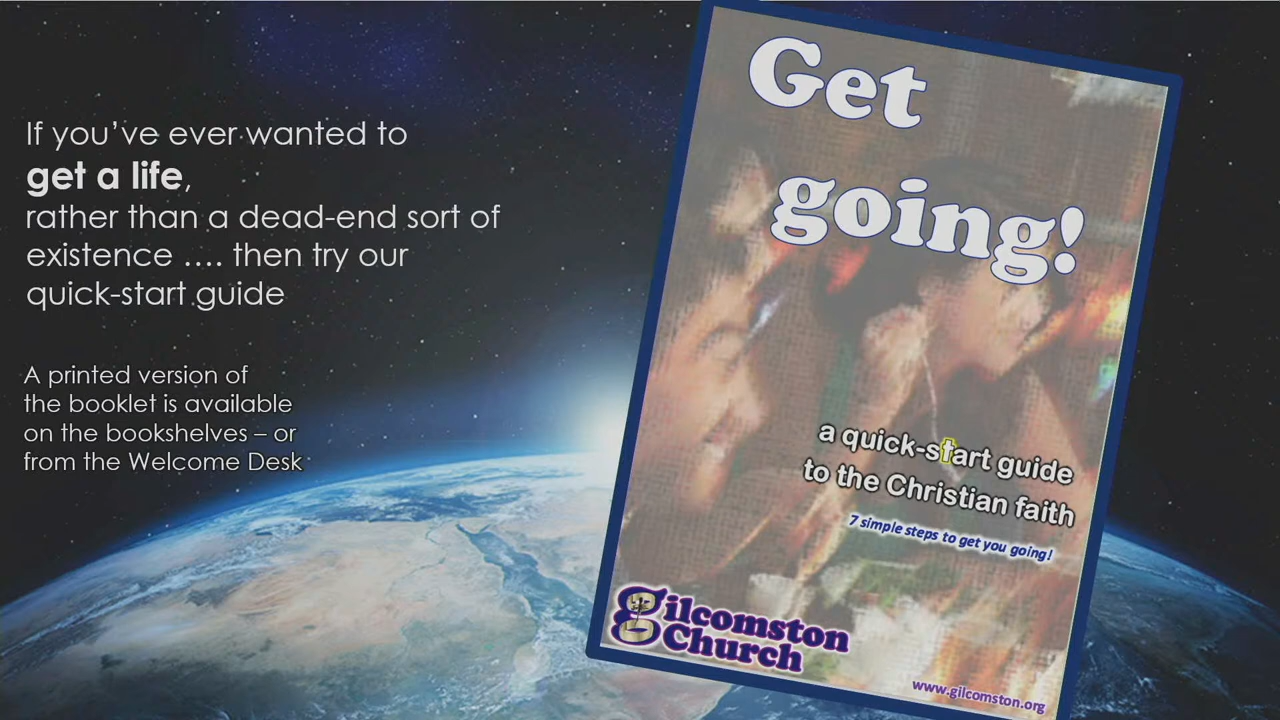 If you’ve ever wanted to
get a life,
rather than a dead-end sort of
existence .... then try our
quick-start guide
A printed version of
the booklet is available
on the bookshelves – or
from the Welcome Desk
Get
going!
a quick-start guide
to the Christian faith
7 simple steps to get you going!
gilcomston
Church
www.gilcomston.org